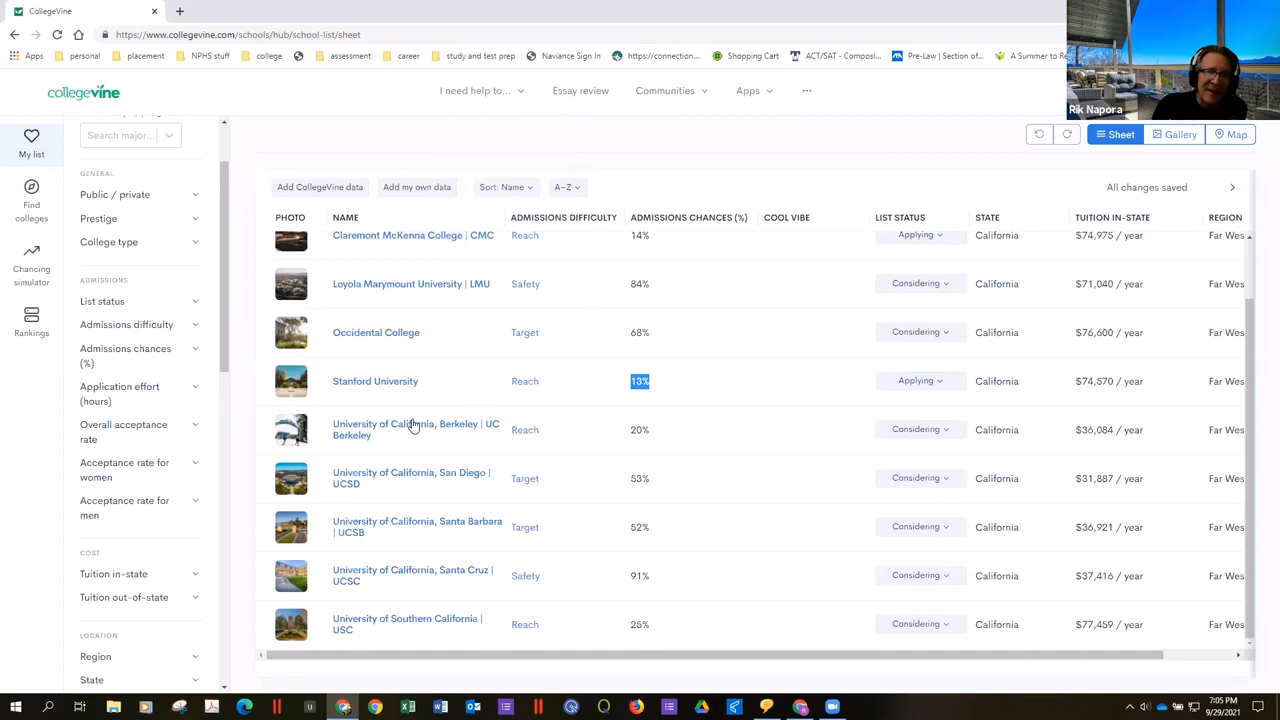 CollegeVine
https://www.collegevine.com/schools/hub/school-list/sheet
Apps personal placement NPHS stuff college assessmen career study and test prep Naviance Sign In https://connection... Shopping Cart ACT/SAT - Composi... Pre-Law | Section of... A Summer to Re
Rik Napora
collegevine
I need help to... Essay review Communities Apps
My list
Find
colleges
Chancing
simulator
Rankings
Search major...
GENERAL
Public / private
Prestige
College type
ADMISSIONS
List status
Admissions difficulty
Admissions chances
(%)
Application effort
(hours)
Overall acceptance
rate
Acceptance rate for
women
Acceptance rate for
men
COST
Tuition in-state
Tuition out-of-state
LOCATION
Region
State
Sheet Gallery Map
Add CollegeVine data Add my own data Sort: Name A–Z All changes saved
PHOTO NAME ADMISSIONS DIFFICULTY ADMISSIONS CHANCES (%) COOL VIBE LIST STATUS STATE TUITION IN-STATE REGION
Claremont McKenna College | CMC Reach 14% Applying California $74,975 / year Far Wes
Loyola Marymount University | LMU Safety 84% Considering California $71,040 / year Far Wes
Occidental College Target 68% Considering California $76,600 / year Far Wes
Stanford University Reach 13% Applying California $74,570 / year Far Wes
University of California, Berkeley | UC
Berkeley Reach 20% Considering California $36,084 / year Far Wes
University of California, San Diego |
UCSD Target 53% Considering California $31,887 / year Far Wes
University of California, Santa Barbara
| UCSB Target 52% Considering California $36,921 / year Far Wes
University of California, Santa Cruz |
UCSC Safety 91% Considering California $37,416 / year Far Wes
University of Southern California |
USC Reach 25% Considering California $77,459 / year Far Wes
7:05 PM
9/29/2021